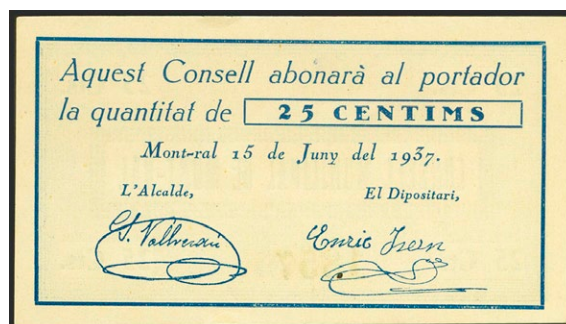 Aquest Consell abonarà al portador
la quantitat de 25 CENTIMS
Mont-ral 15 de Juny del 1937.
L'Alcalde, El Dipositari,
Enric Isern